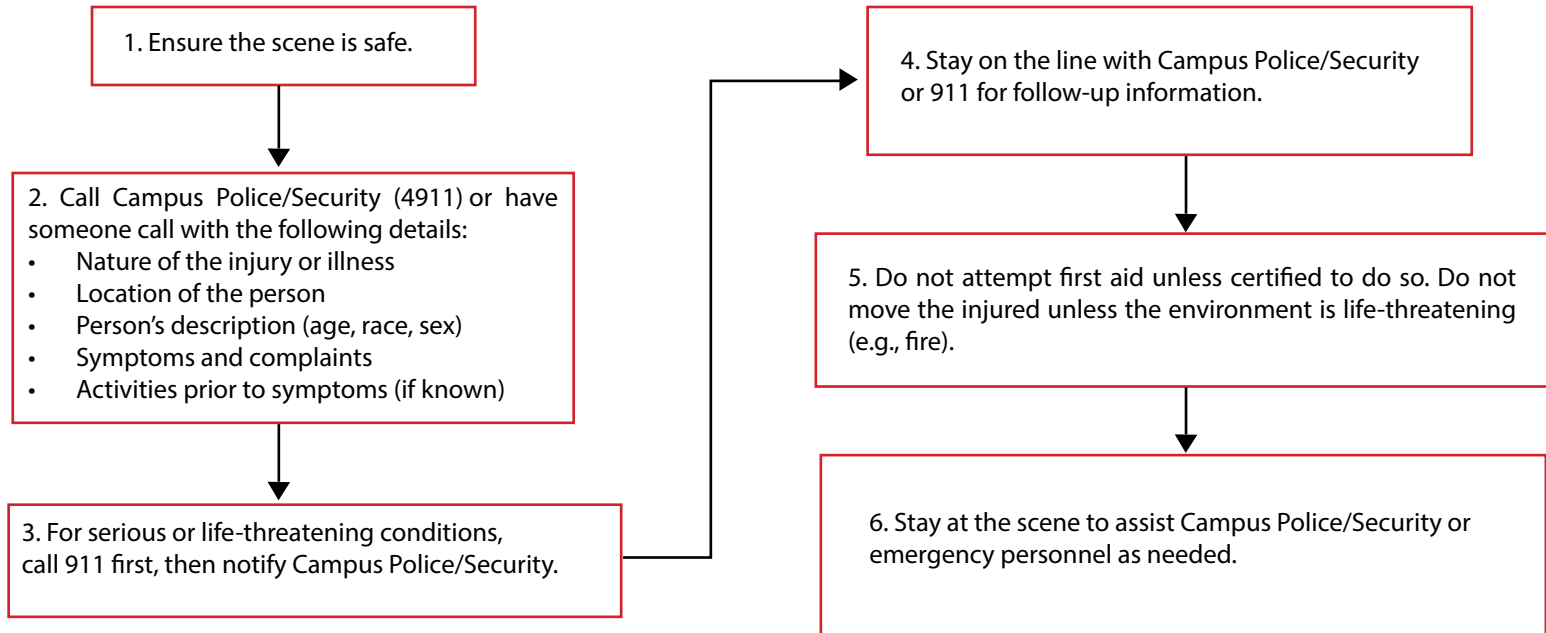 1. Ensure the scene is safe.
2. Call Campus Police/Security (4911) or have
someone call with the following details:
• Nature of the injury or illness
• Location of the person
• Person’s description (age, race, sex)
• Symptoms and complaints
• Activities prior to symptoms (if known)
3. For serious or life-threatening conditions,
call 911 first, then notify Campus Police/Security.
4. Stay on the line with Campus Police/Security
or 911 for follow-up information.
5. Do not attempt first aid unless certified to do so. Do not
move the injured unless the environment is life-threatening
(e.g., fire).
6. Stay at the scene to assist Campus Police/Security or
emergency personnel as needed.